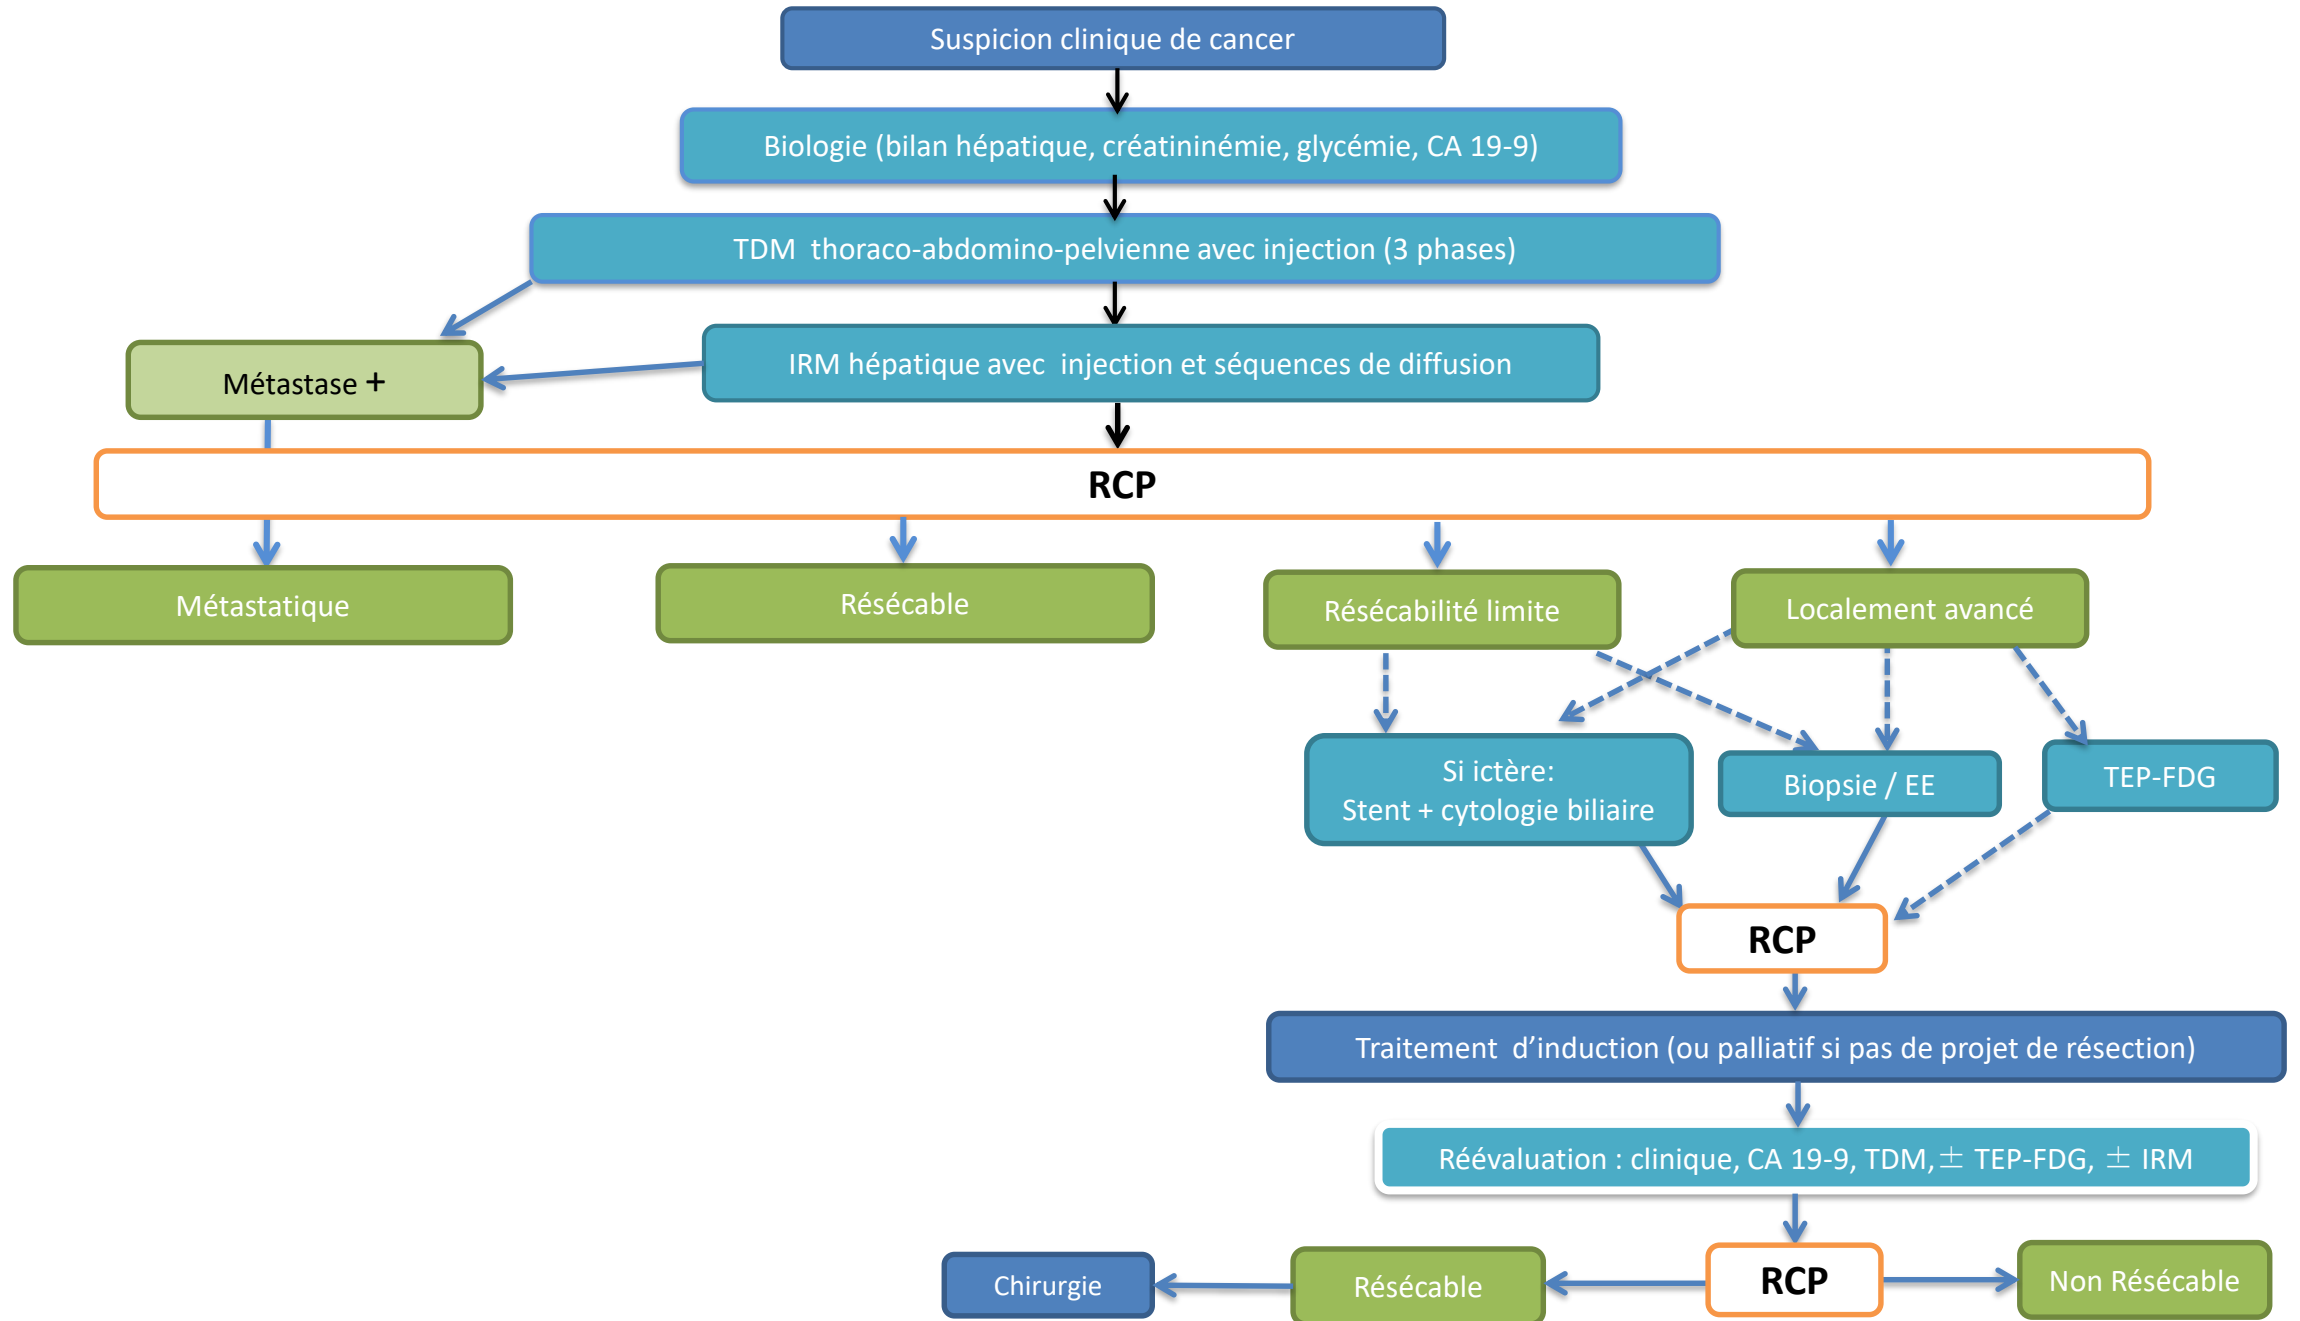 Suspicion clinique de cancer
Biologie (bilan hépatique, créatininémie, glycémie, CA 19-9)
TDM thoraco-abdomino-pelvienne avec injection (3 phases)
IRM hépatique avec injection et séquences de diffusion
Métastase +
RCP
Métastatique
Résécable
Résécabilité limite
Localement avancé
Si ictère:
Stent + cytologie biliaire
Biopsie / EE
TEP-FDG
RCP
Traitement d’induction (ou palliatif si pas de projet de résection)
Réévaluation : clinique, CA 19-9, TDM, ± TEP-FDG, ± IRM
Chirurgie
Résécable
RCP
Non Résécable